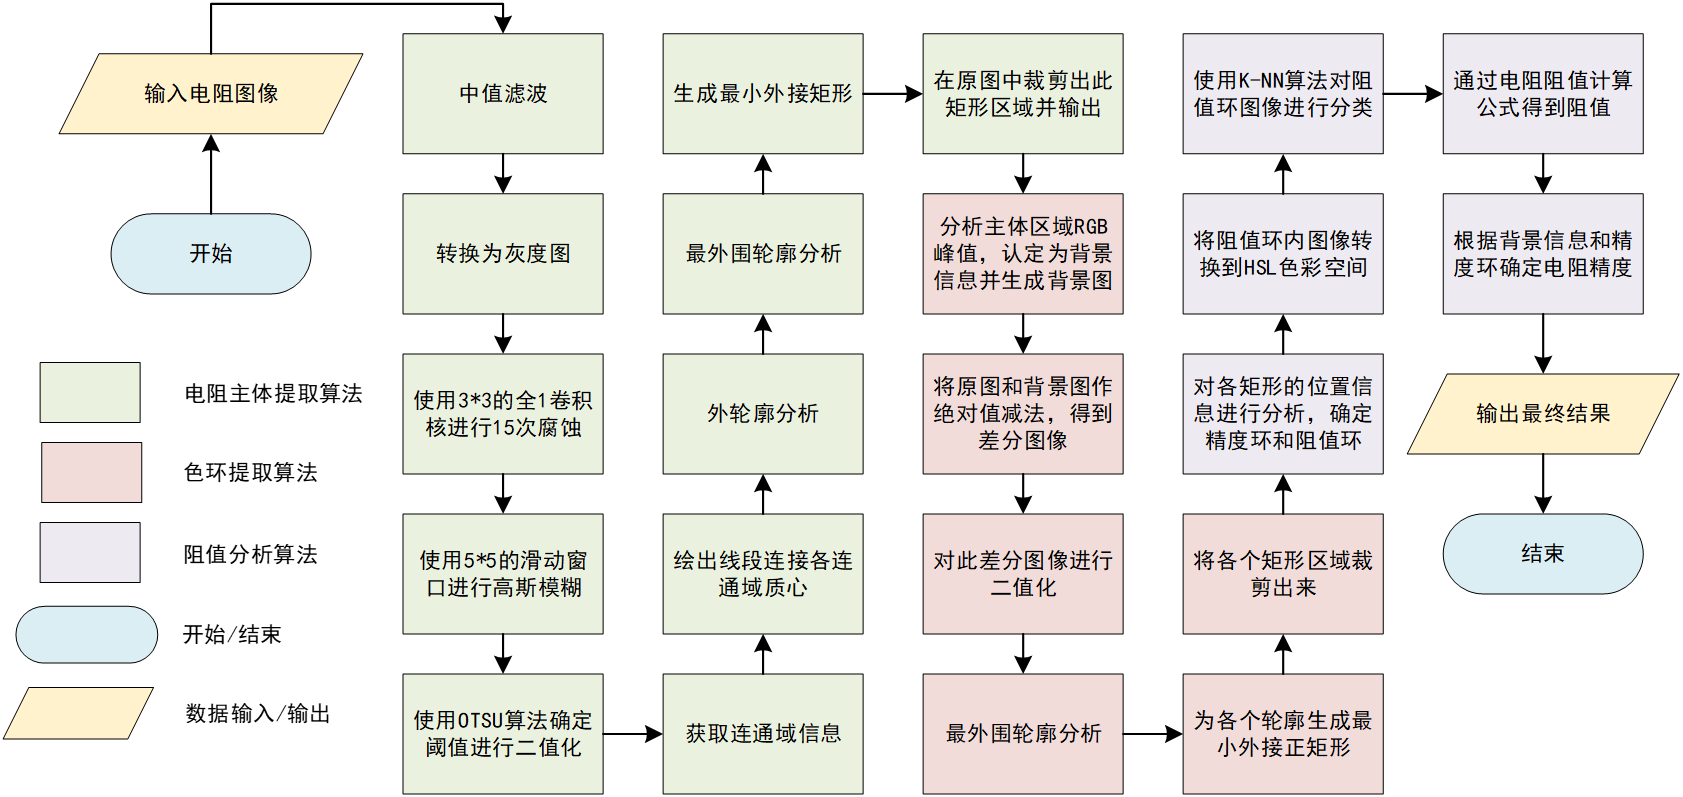 输入电阻图像
开始
中值滤波
转换为灰度图
使用3*3的全1卷积
核进行15次腐蚀
使用5*5的滑动窗
口进行高斯模糊
使用OTSU算法确定
阈值进行二值化
获取连通域信息
绘出线段连接各连
通域质心
外轮廓分析
最外围轮廓分析
生成最小外接矩形
在原图中裁剪出此
矩形区域并输出
分析主体区域RGB
峰值，认定为背景
信息并生成背景图
将原图和背景图作
绝对值减法，得到
差分图像
对此差分图像进行
二值化
最外围轮廓分析
为各个轮廓生成最
小外接正矩形
将各个矩形区域裁
剪出来
对各矩形的位置信
息进行分析，确定
精度环和阻值环
将阻值环内图像转
换到HSL色彩空间
使用K-NN算法对阻
值环图像进行分类
通过电阻阻值计算
公式得到阻值
根据背景信息和精
度环确定电阻精度
输出最终结果
结束
电阻主体提取算法
色环提取算法
阻值分析算法
开始/结束
数据输入/输出